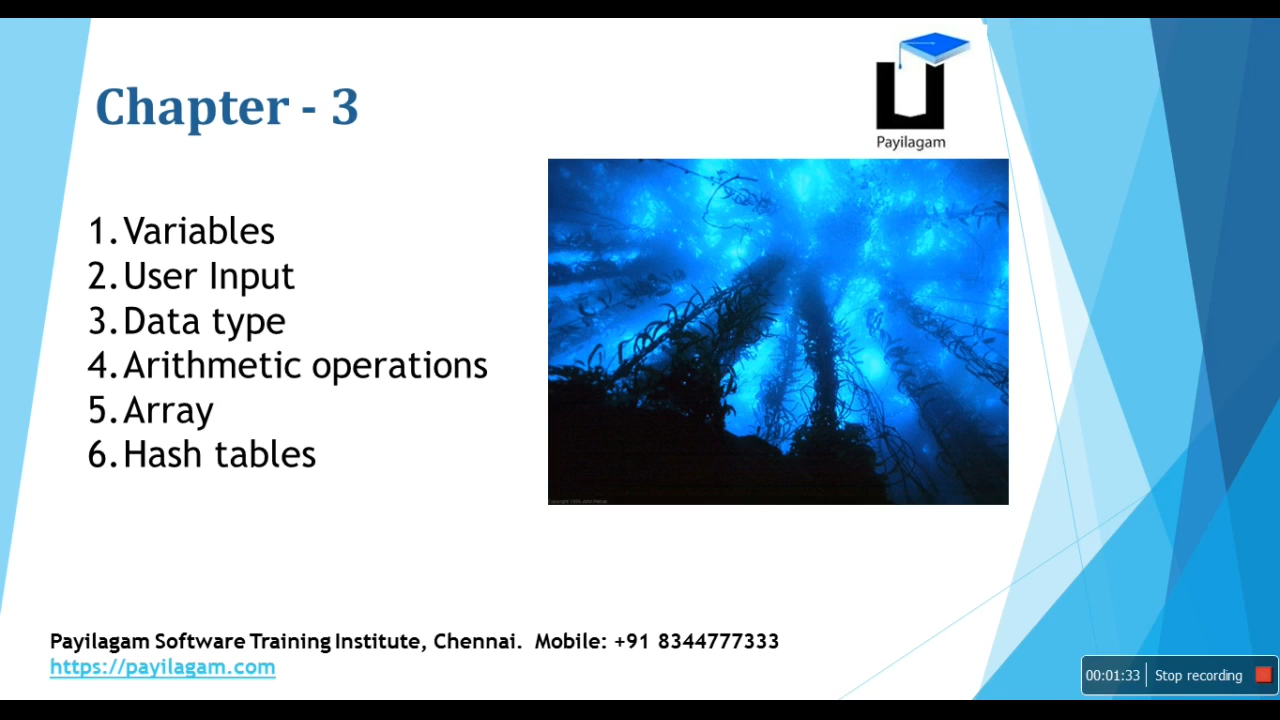 Payilagam
Chapter - 3
1. Variables
2. User Input
3. Data type
4. Arithmetic operations
5. Array
6. Hash tables
Payilagam Software Training Institute, Chennai. Mobile: +91 8344777333
https://payilagam.com
00:01:33 Stop recording